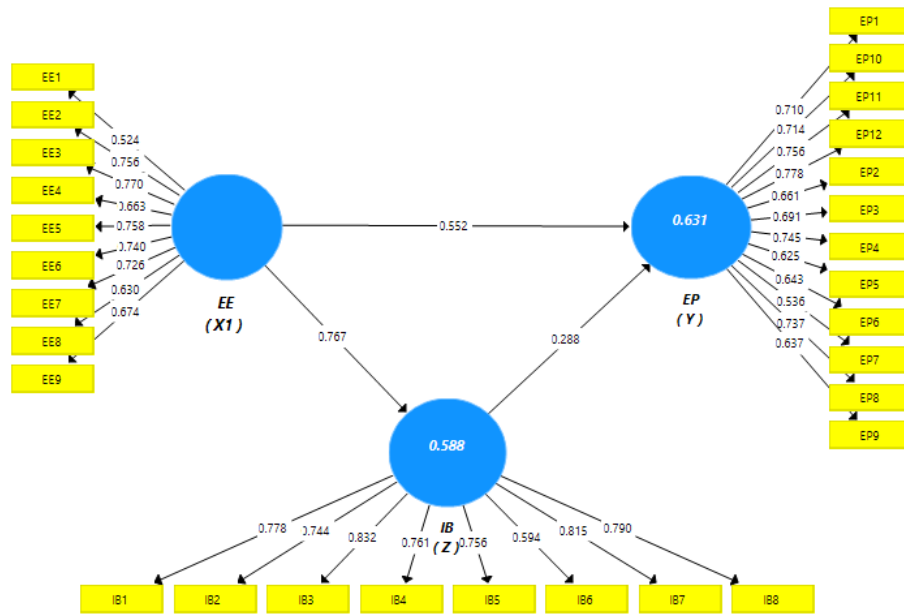 EE1
EE2
EE3
EE4
EE5
EE6
EE7
EE8
EE9
0.524
0.756
0.770
0.663
0.758
0.740
0.726
0.630
0.674
EE
( X1 )
0.552
0.767
0.288
0.631
EP
( Y )
EP1
EP10
EP11
EP12
EP2
EP3
EP4
EP5
EP6
EP7
EP8
EP9
0.710
0.714
0.756
0.778
0.661
0.691
0.745
0.625
0.643
0.536
0.737
0.637
0.588
IB
( Z )
0.778
0.744
0.832
0.761
0.756
0.594
0.815
0.790
IB1
IB2
IB3
IB4
IB5
IB6
IB7
IB8